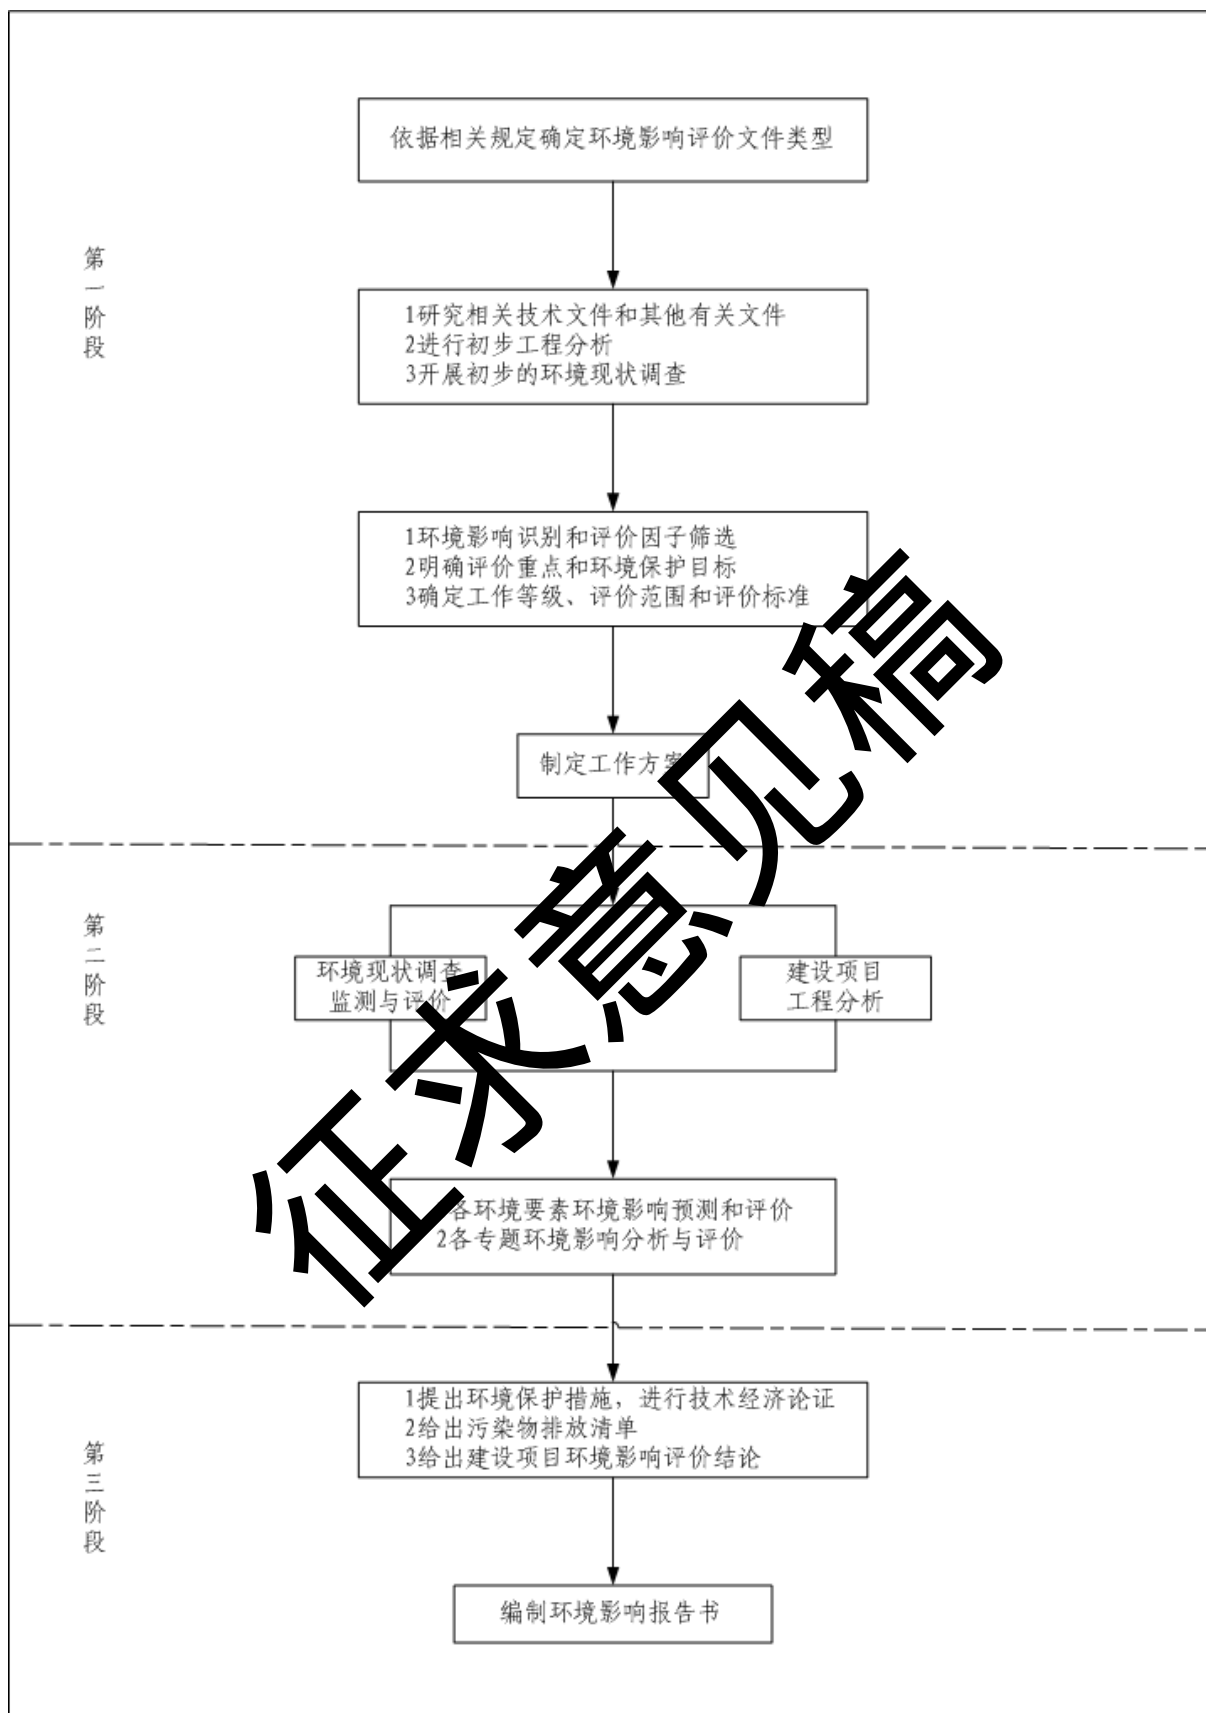 依据相关规定确定环境影响评价文件类型
第一阶段
1研究相关技术文件和其他有关文件
2进行初步工程分析
3开展初步的环境现状调查
1环境影响识别和评价因子筛选
2明确评价重点和环境保护目标
3确定工作等级、评价范围和评价标准
制定工作方案
第二阶段
环境现状调查
监测与评价
建设项目
工程分析
各环境要素环境影响预测和评价
2各专题环境影响分析与评价
第三阶段
1提出环境保护措施，进行技术经济论证
2给出污染物排放清单
3给出建设项目环境影响评价结论
编制环境影响报告书
征求意见稿